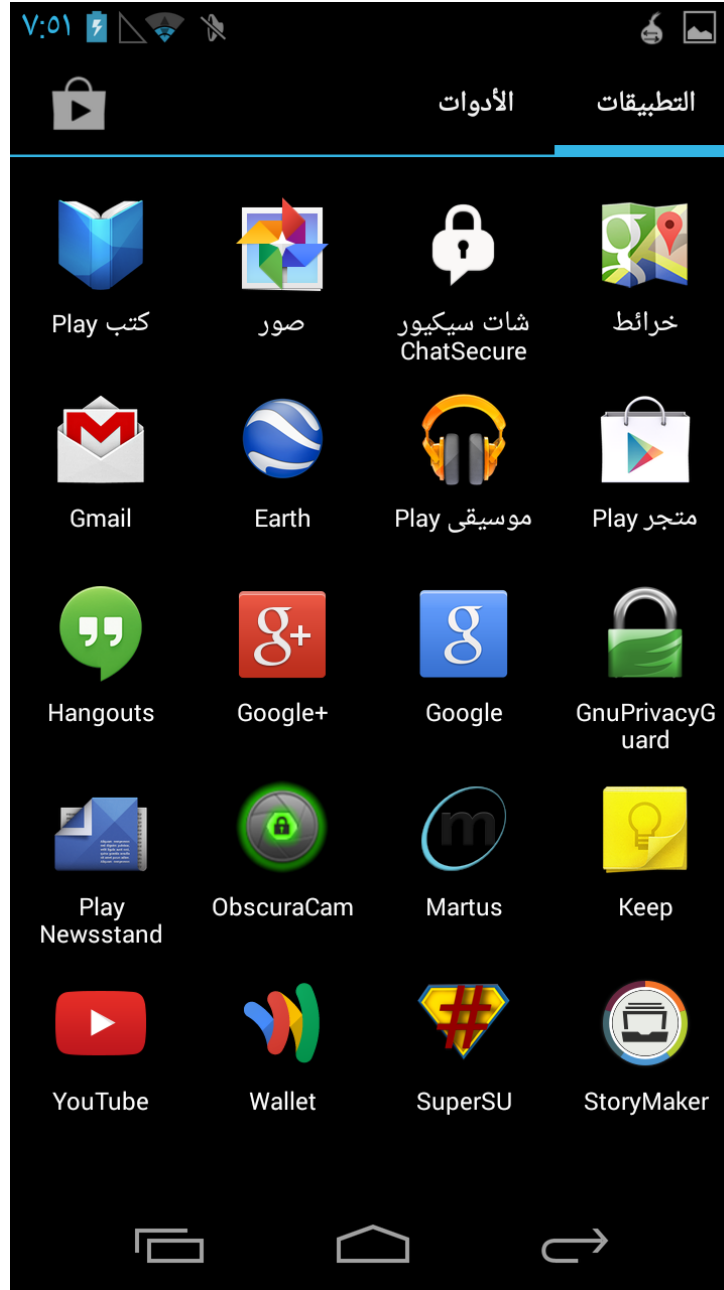 ٧:٥١
التطبيقات
الأدوات
خرائط
شات سيكيور
ChatSecure
صور
كتب Play
متجر Play
موسيقى Play
Earth
Gmail
GnuPrivacyG
uard
Google
Google+
Hangouts
Keep
Martus
ObscuraCam
Play
Newsstand
StoryMaker
SuperSU
Wallet
YouTube